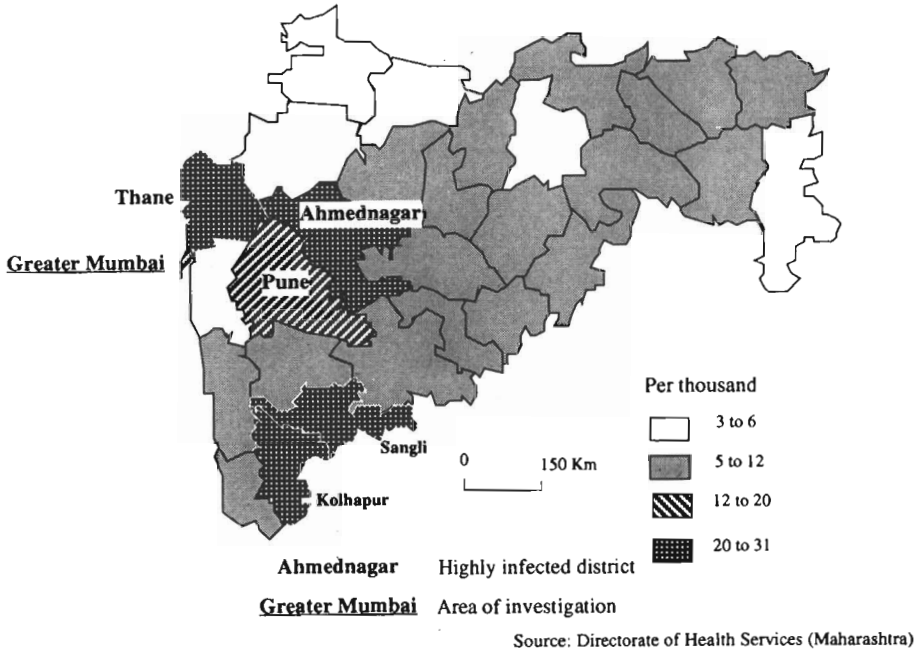 Thane
Ahmednagar
Greater Mumbai
Pune
Per thousand
3 to 6
5 to 12
12 to 20
20 to 31
Sangli
0 150 Km
Kolhapur
Ahmednagar Highly infected district
Greater Mumbai Area of investigation
Source: Directorate of Health Services (Maharashtra)